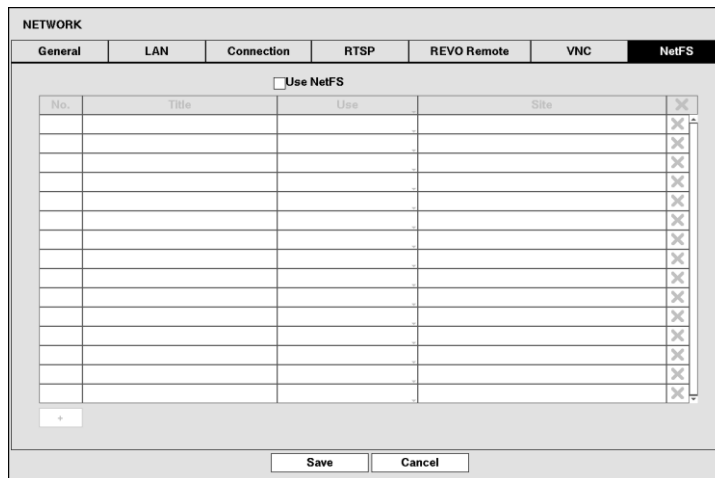 NETWORK
General LAN Connection RTSP REVO Remote VNC NetFS
Use NetFS
No. Title Use Site
+
Save Cancel